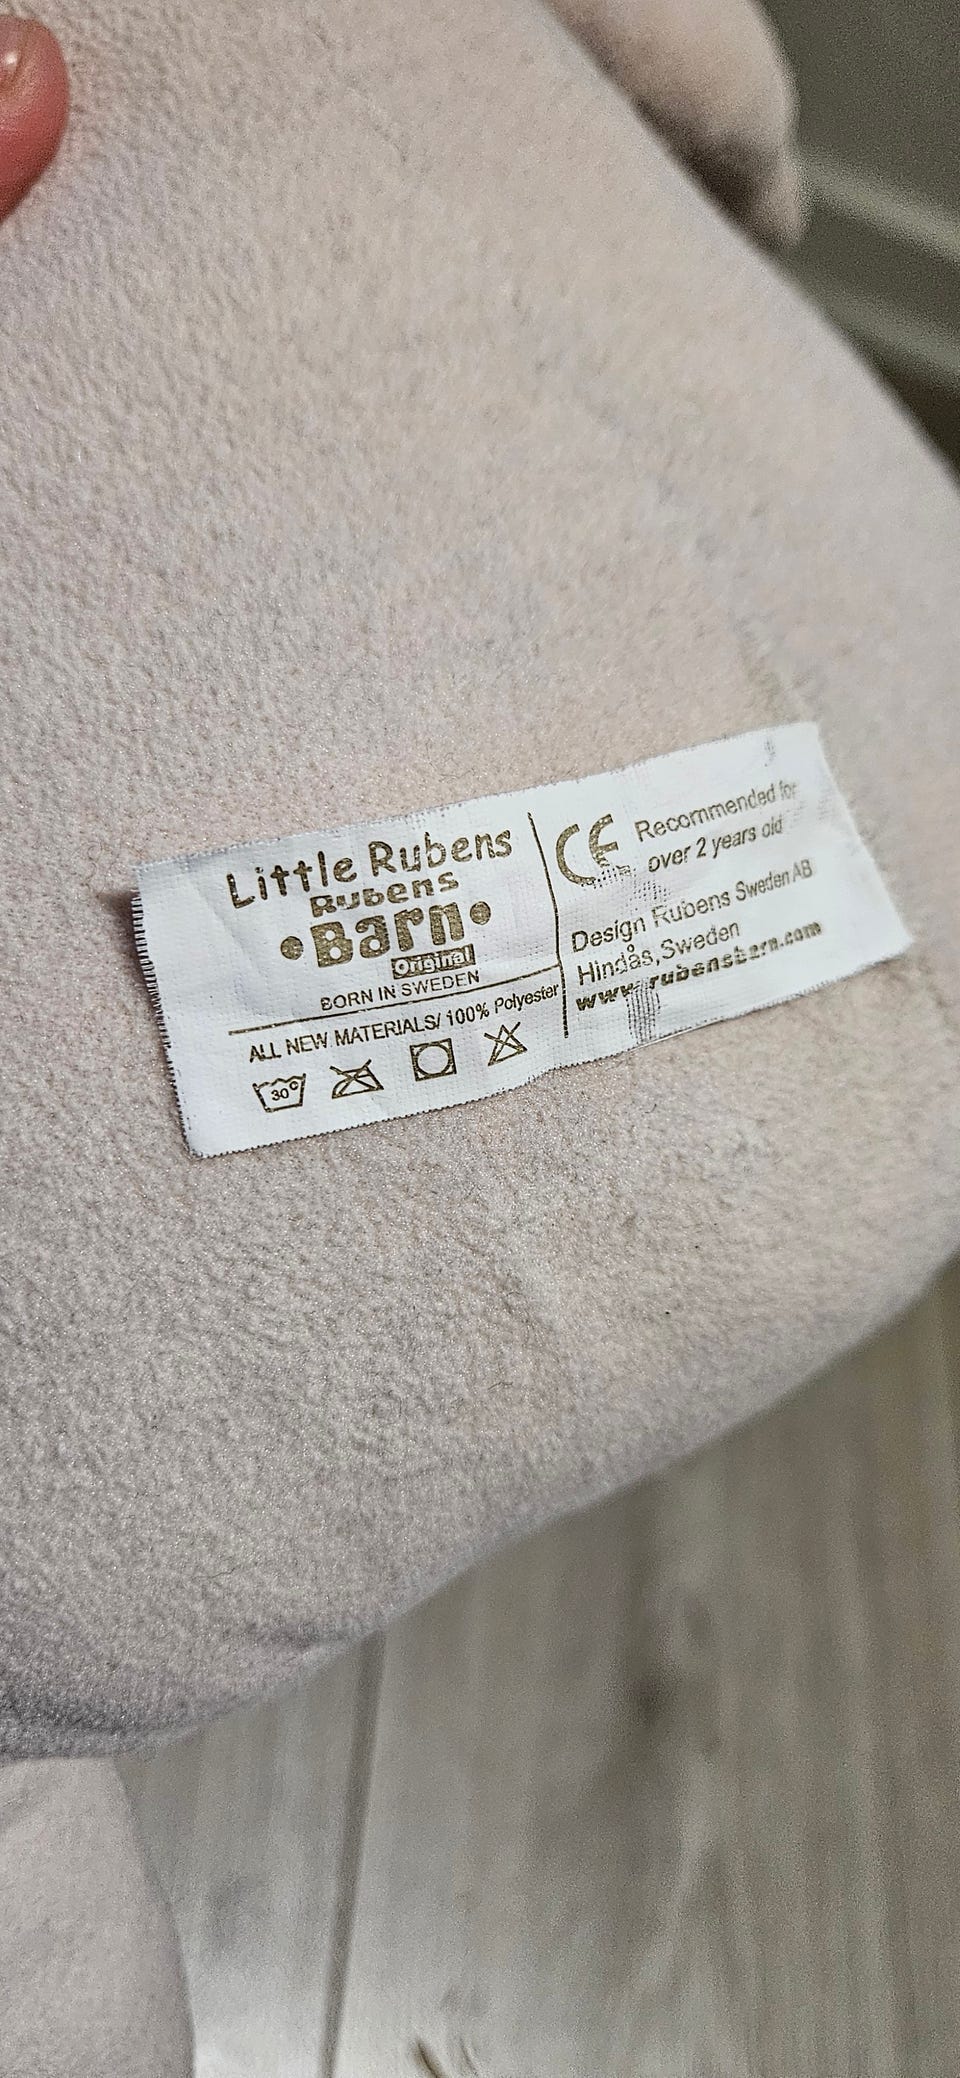 Little Rubens
Rubens
Barn
Original
BORN IN SWEDEN
ALL NEW MATERIALS/ 100% Polyester
30°
CE
Recommended for
over 2 years old
Design Rubens Sweden AB
Hindås, Sweden
www.rubensbarn.com